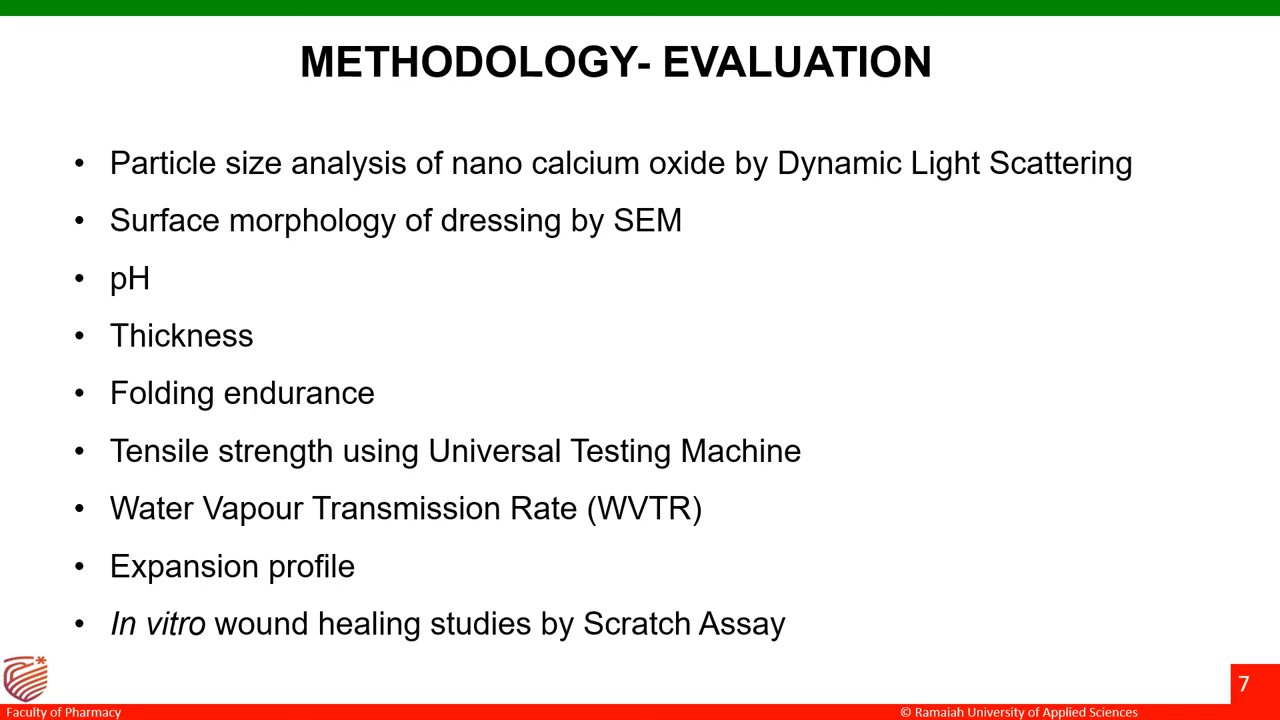 METHODOLOGY- EVALUATION
• Particle size analysis of nano calcium oxide by Dynamic Light Scattering
• Surface morphology of dressing by SEM
• pH
• Thickness
• Folding endurance
• Tensile strength using Universal Testing Machine
• Water Vapour Transmission Rate (WVTR)
• Expansion profile
• In vitro wound healing studies by Scratch Assay
7
Faculty of Pharmacy
© Ramaiah University of Applied Sciences